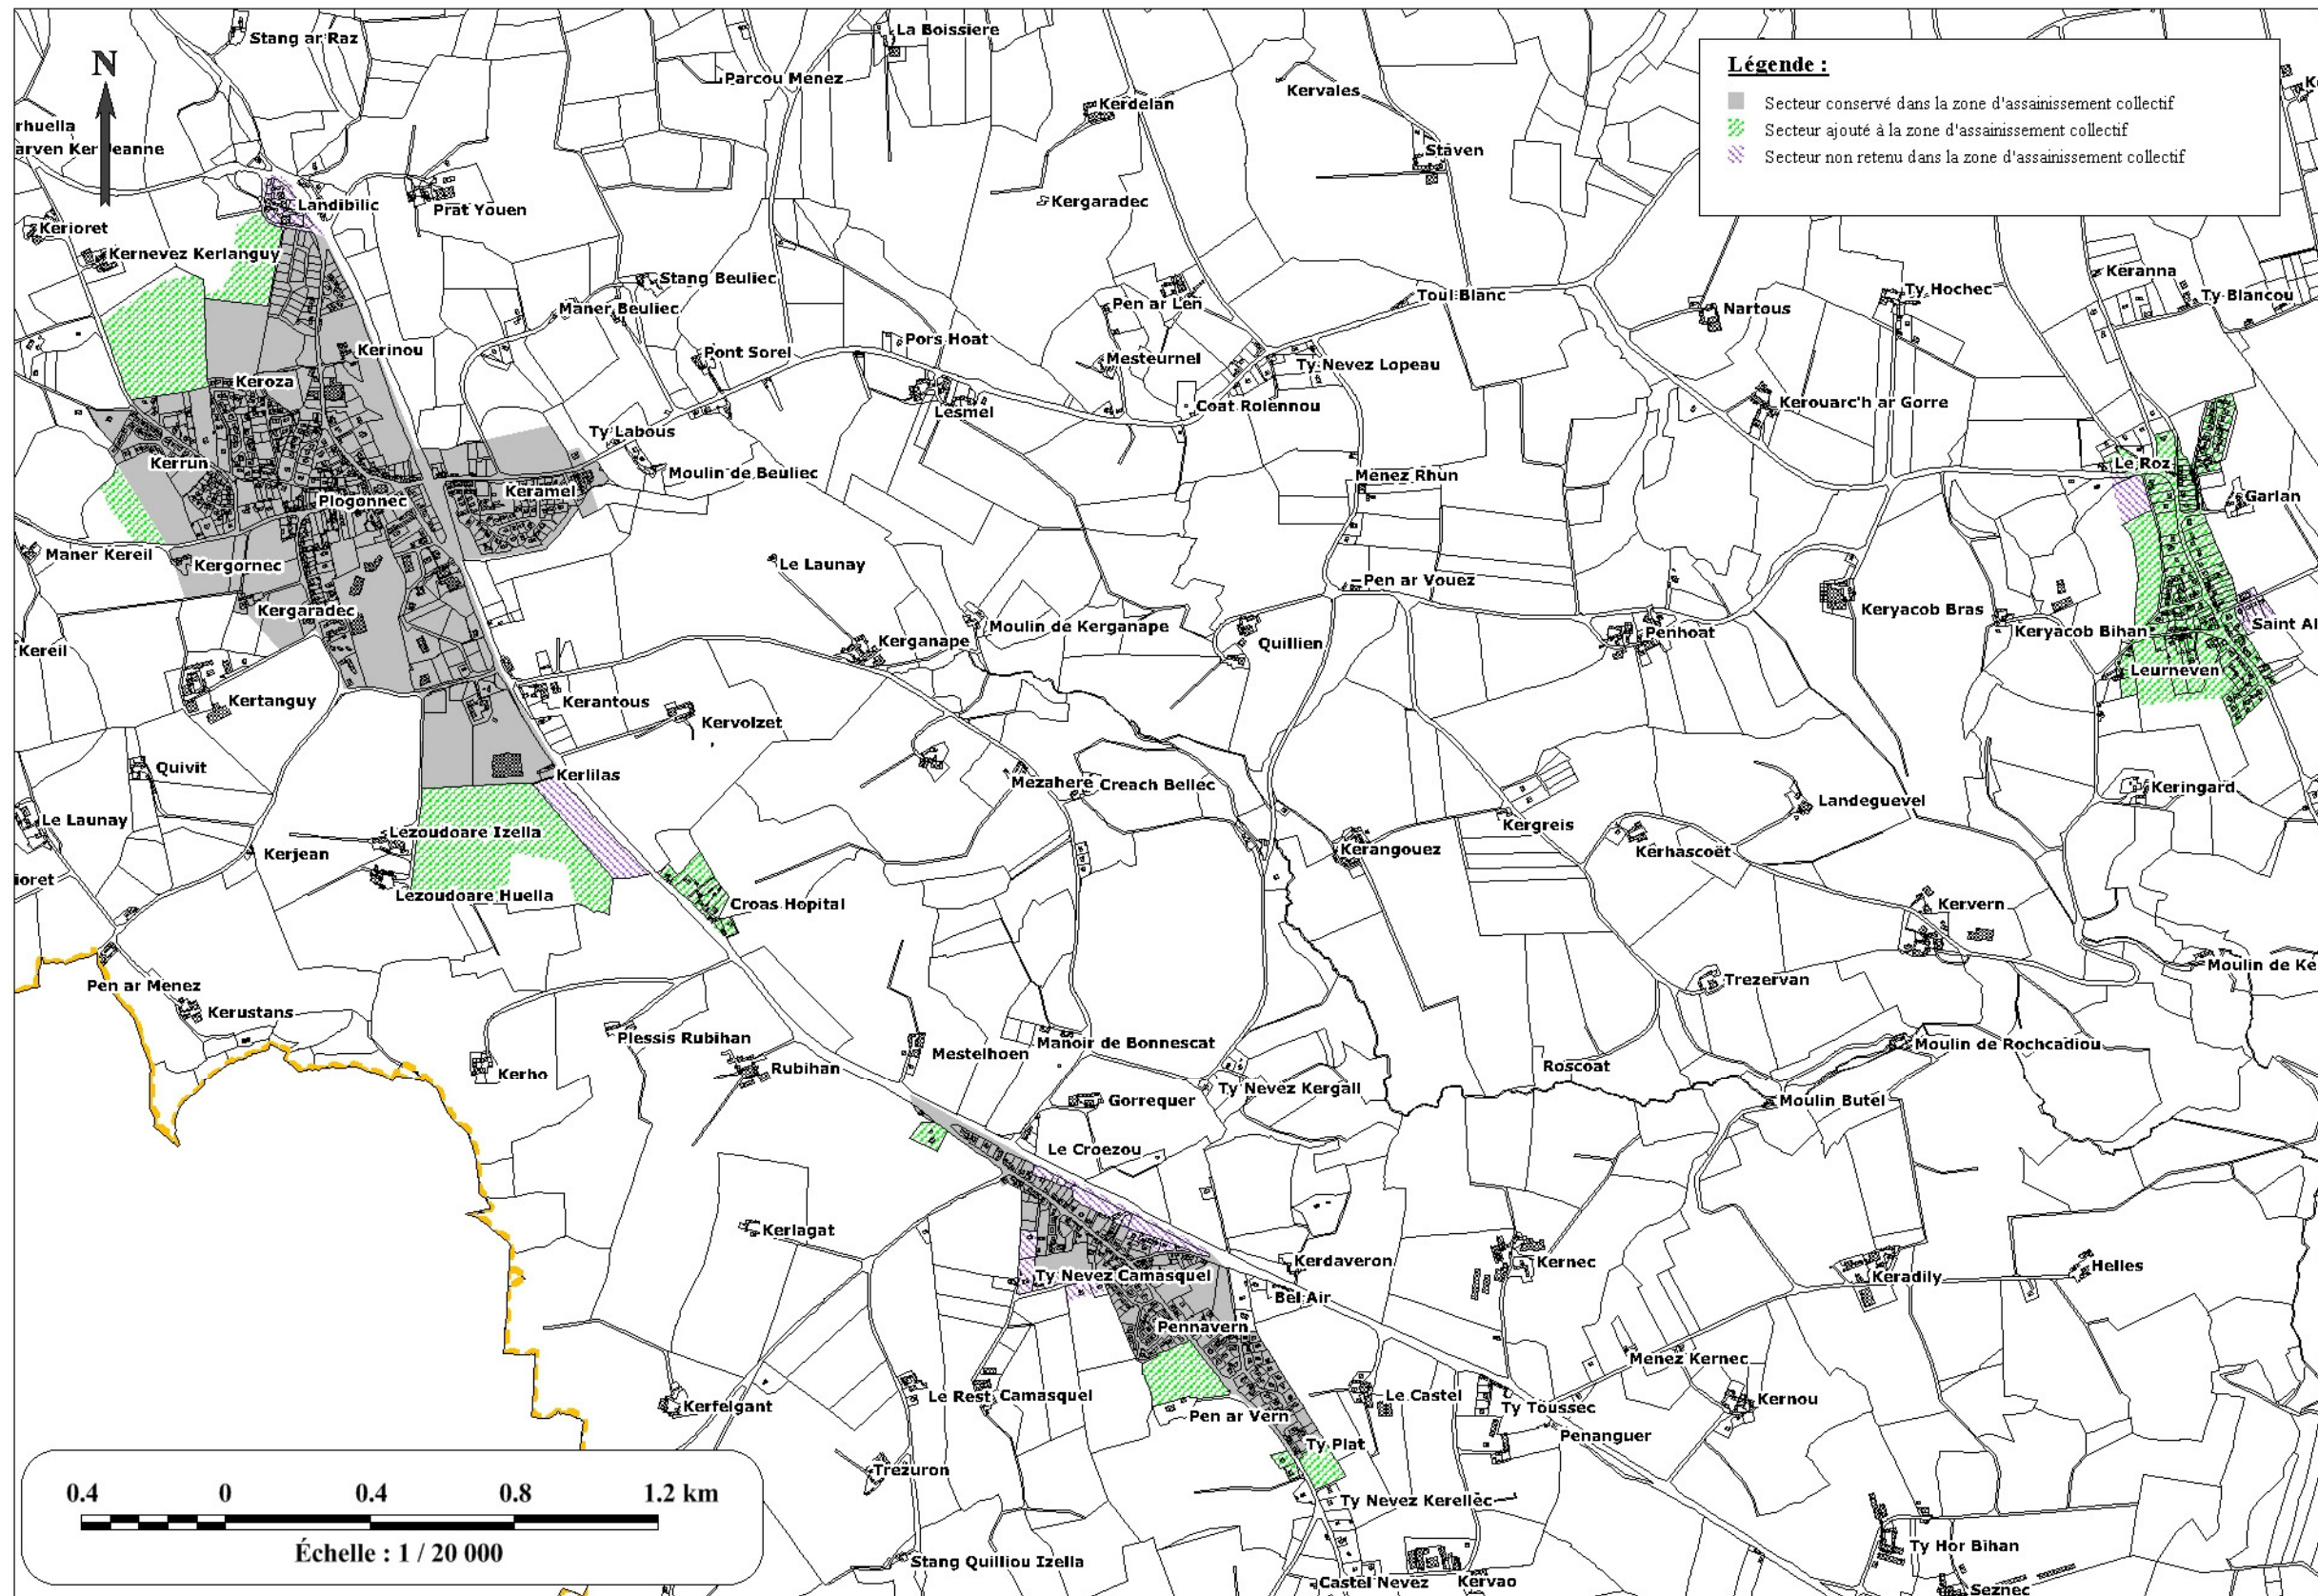 Stang ar Raz
La Boissiere
N
Légende :
Parcou Menez
Kervales
Secteur conservé dans la zone d'assainissement collectif
Kerdelan
rhuella
Secteur ajouté à la zone d'assainissement collectif
arven Ker Jeanne
Staven
Secteur non retenu dans la zone d'assainissement collectif
Landibilic
Prat Youen
Kergaradec
Kerioret
Kernevez Kerlanguy
Stang Beuliec
Keranna
Ty Hochec
Ty Blancou
Toul Blanc
Maner Beuliec
Pen ar Len
Nartous
Kerinou
Pont Sorel
Pors Hoat
Mesteurnel
Ty Nevez Lopeau
Keroza
Lesmel
Coat Rolennou
Kerouarc'h ar Gorre
Ty Labous
Kerrun
Moulin de Beuliec
Le Roz
Menez Rhun
Keramel
Plogonnec
Garlan
Maner Kereil
Kergornec
Le Launay
Pen ar Vouez
Kergaradec
Keryacob Bras
Moulin de Kerganape
Saint Al
Kereil
Kerganape
Quillien
Penhoat
Keryacob Bihan
Leurneven
Kertanguy
Kerantous
Kervolzet
Quivit
Kerlilas
Mezahere
Creach Bellec
Keringard
Landeguevel
Le Launay
Lezoudoare Izella
Kergreis
Kerjean
Kerangouez
Kerhascoët
ioret
Lezoudoare Huella
Croas Hopital
Kervern
Moulin de Ke
Pen ar Menez
Trezervan
Kerustans
Plessis Rubihan
Mestelhoen
Manoir de Bonnescat
Moulin de Rochcadiou
Kerho
Rubihan
Roscoat
Ty Nevez Kergall
Gorrequer
Moulin Butel
Le Croezou
Kerlagat
Kerdaveron
Kernec
Helles
Ty Nevez Camasquel
Keradily
Bel Air
Pennavern
Menez Kernec
Le Rest
Camasquel
Le Castel
Kernou
Kerfelgant
Pen ar Vern
Ty Toussec
Penanguer
Ty Plat
Trezuron
0.4 0 0.4 0.8 1.2 km
Ty Nevez Kerellec
Échelle : 1 / 20 000
Ty Hor Bihan
Stang Quilliou Izella
Castel Nevez
Kervao
Seznec